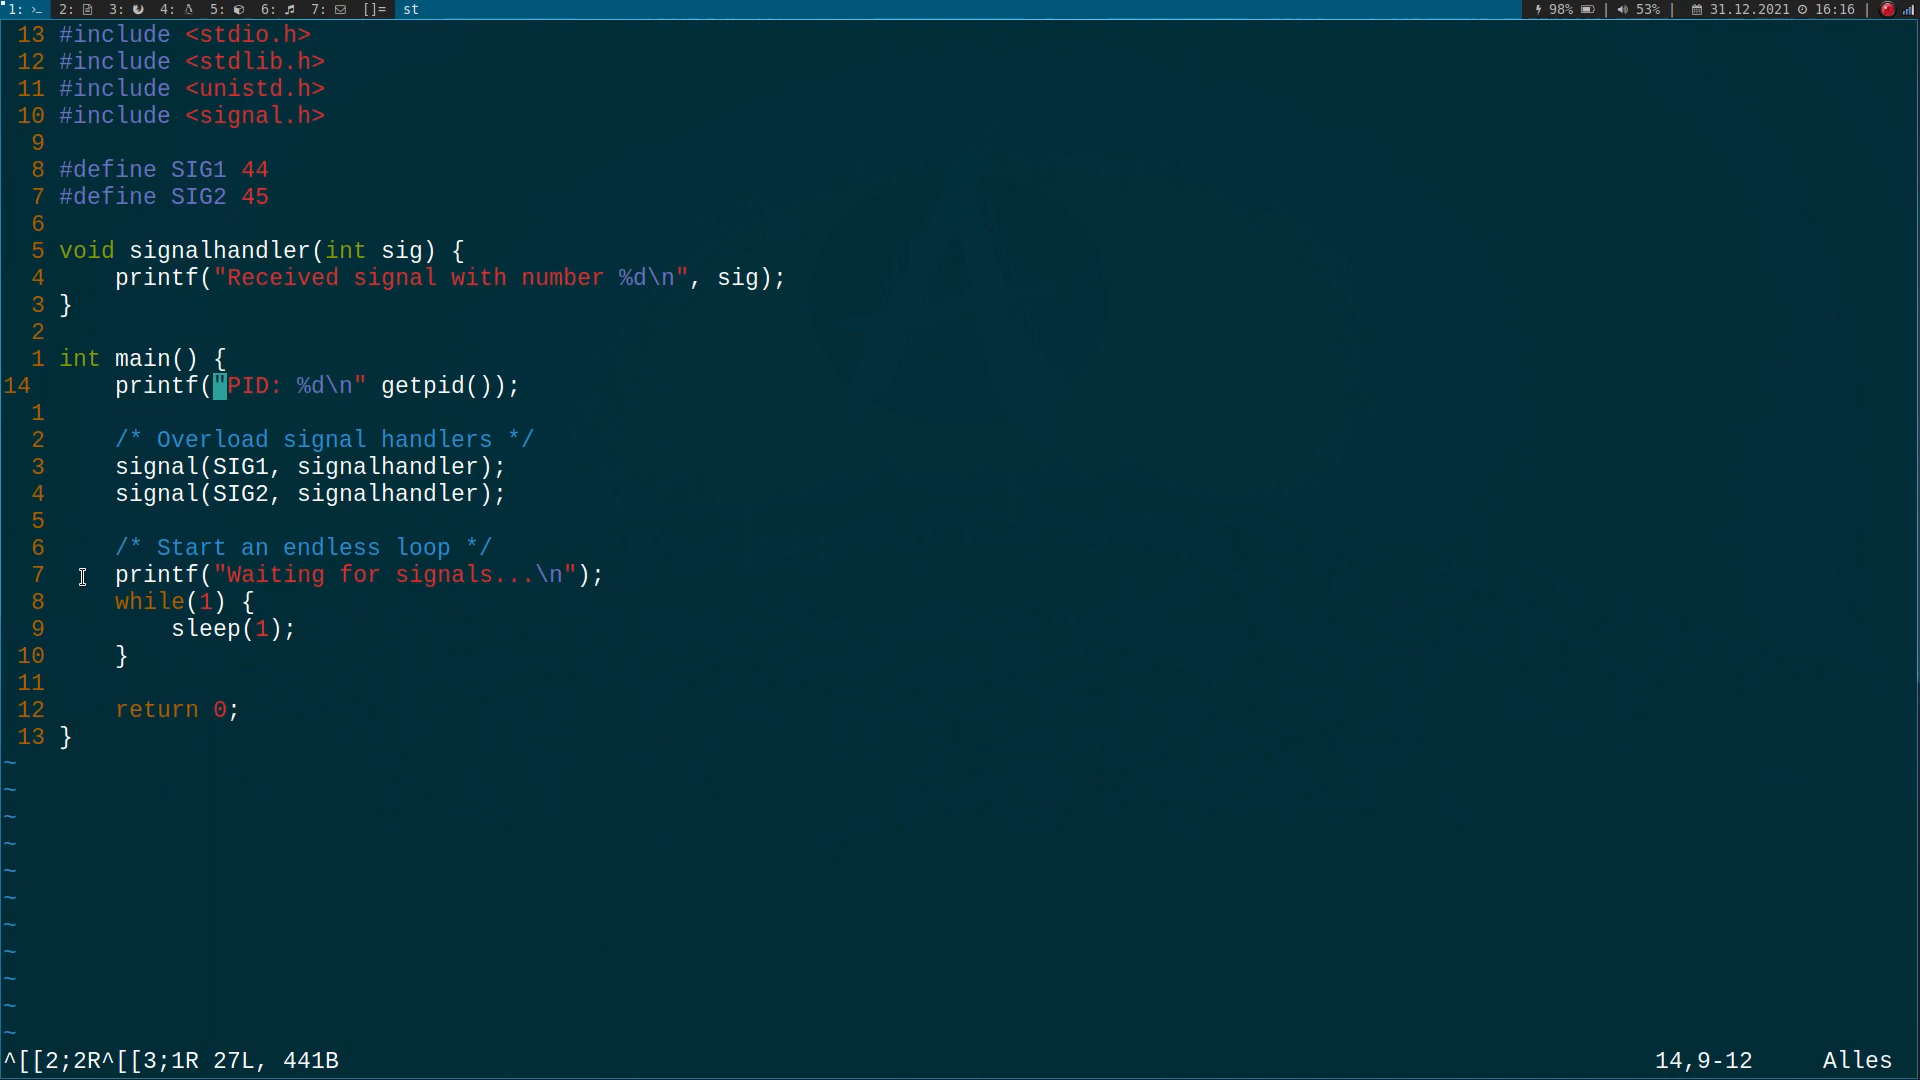 1: 2: 3: 4: 5: 6: 7: []= st 98% | 53% | 31.12.2021 16:16 |
13 #include <stdio.h>
12 #include <stdlib.h>
11 #include <unistd.h>
10 #include <signal.h>
9
8 #define SIG1 44
7 #define SIG2 45
6
5 void signalhandler(int sig) {
4     printf("Received signal with number %d\n", sig);
3 }
2
1 int main() {
14     printf("PID: %d\n" getpid());
1
2     /* Overload signal handlers */
3     signal(SIG1, signalhandler);
4     signal(SIG2, signalhandler);
5
6     /* Start an endless loop */
7     printf("Waiting for signals...\n");
8     while(1) {
9         sleep(1);
10     }
11
12     return 0;
13 }
~
~
~
~
~
~
~
~
~
~
~
^[[2;2R^[[3;1R 27L, 441B 14,9-12 Alles